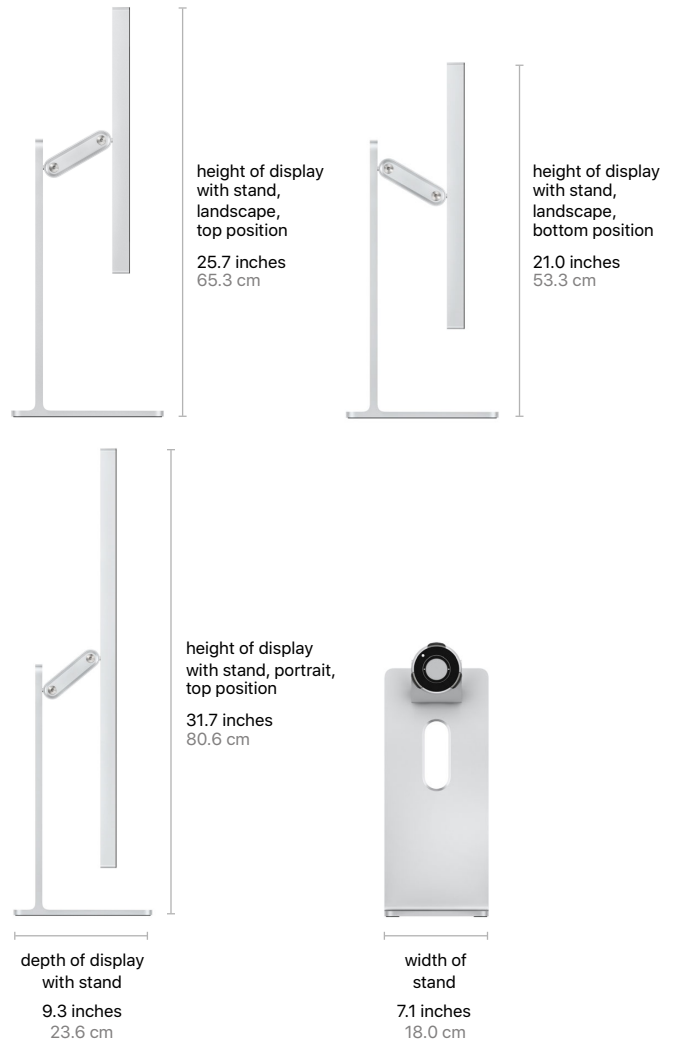 height of display
with stand,
landscape,
top position
25.7 inches
65.3 cm
height of display
with stand,
landscape,
bottom position
21.0 inches
53.3 cm
height of display
with stand, portrait,
top position
31.7 inches
80.6 cm
depth of display
with stand
9.3 inches
23.6 cm
width of
stand
7.1 inches
18.0 cm